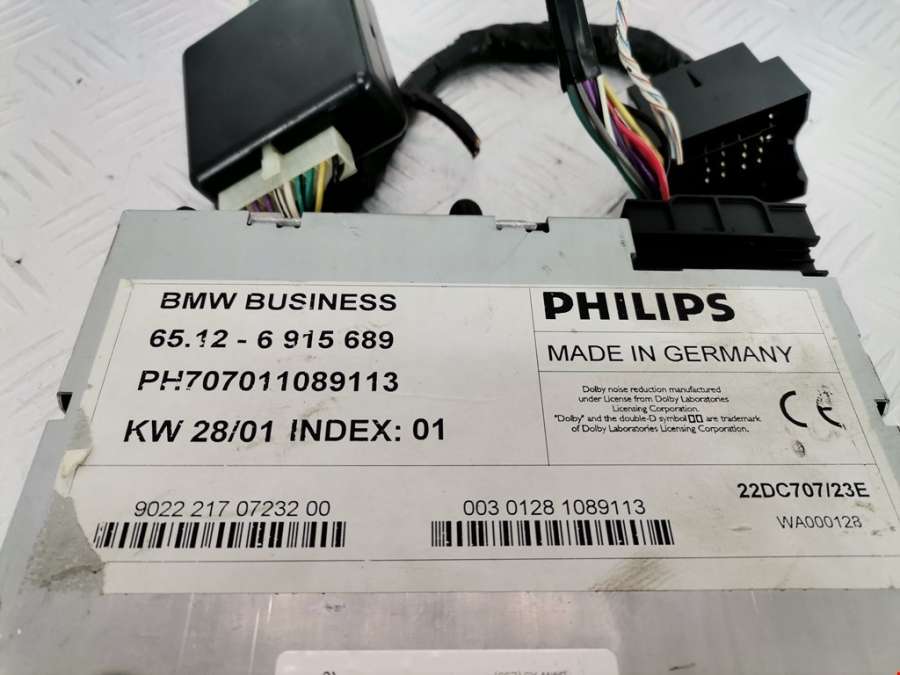 BMW BUSINESS
65.12 - 6 915 689
PH707011089113
KW 28/01 INDEX: 01
PHILIPS
MADE IN GERMANY
Dolby noise reduction manufactured
under License from Dolby Laboratories
Licensing Corporation.
"Dolby" and the double-D symbol are trademark
of Dolby Laboratories Licensing Corporation.
CE
9022 217 07232 00
003 0128 1089113
22DC707/23E
WA000128